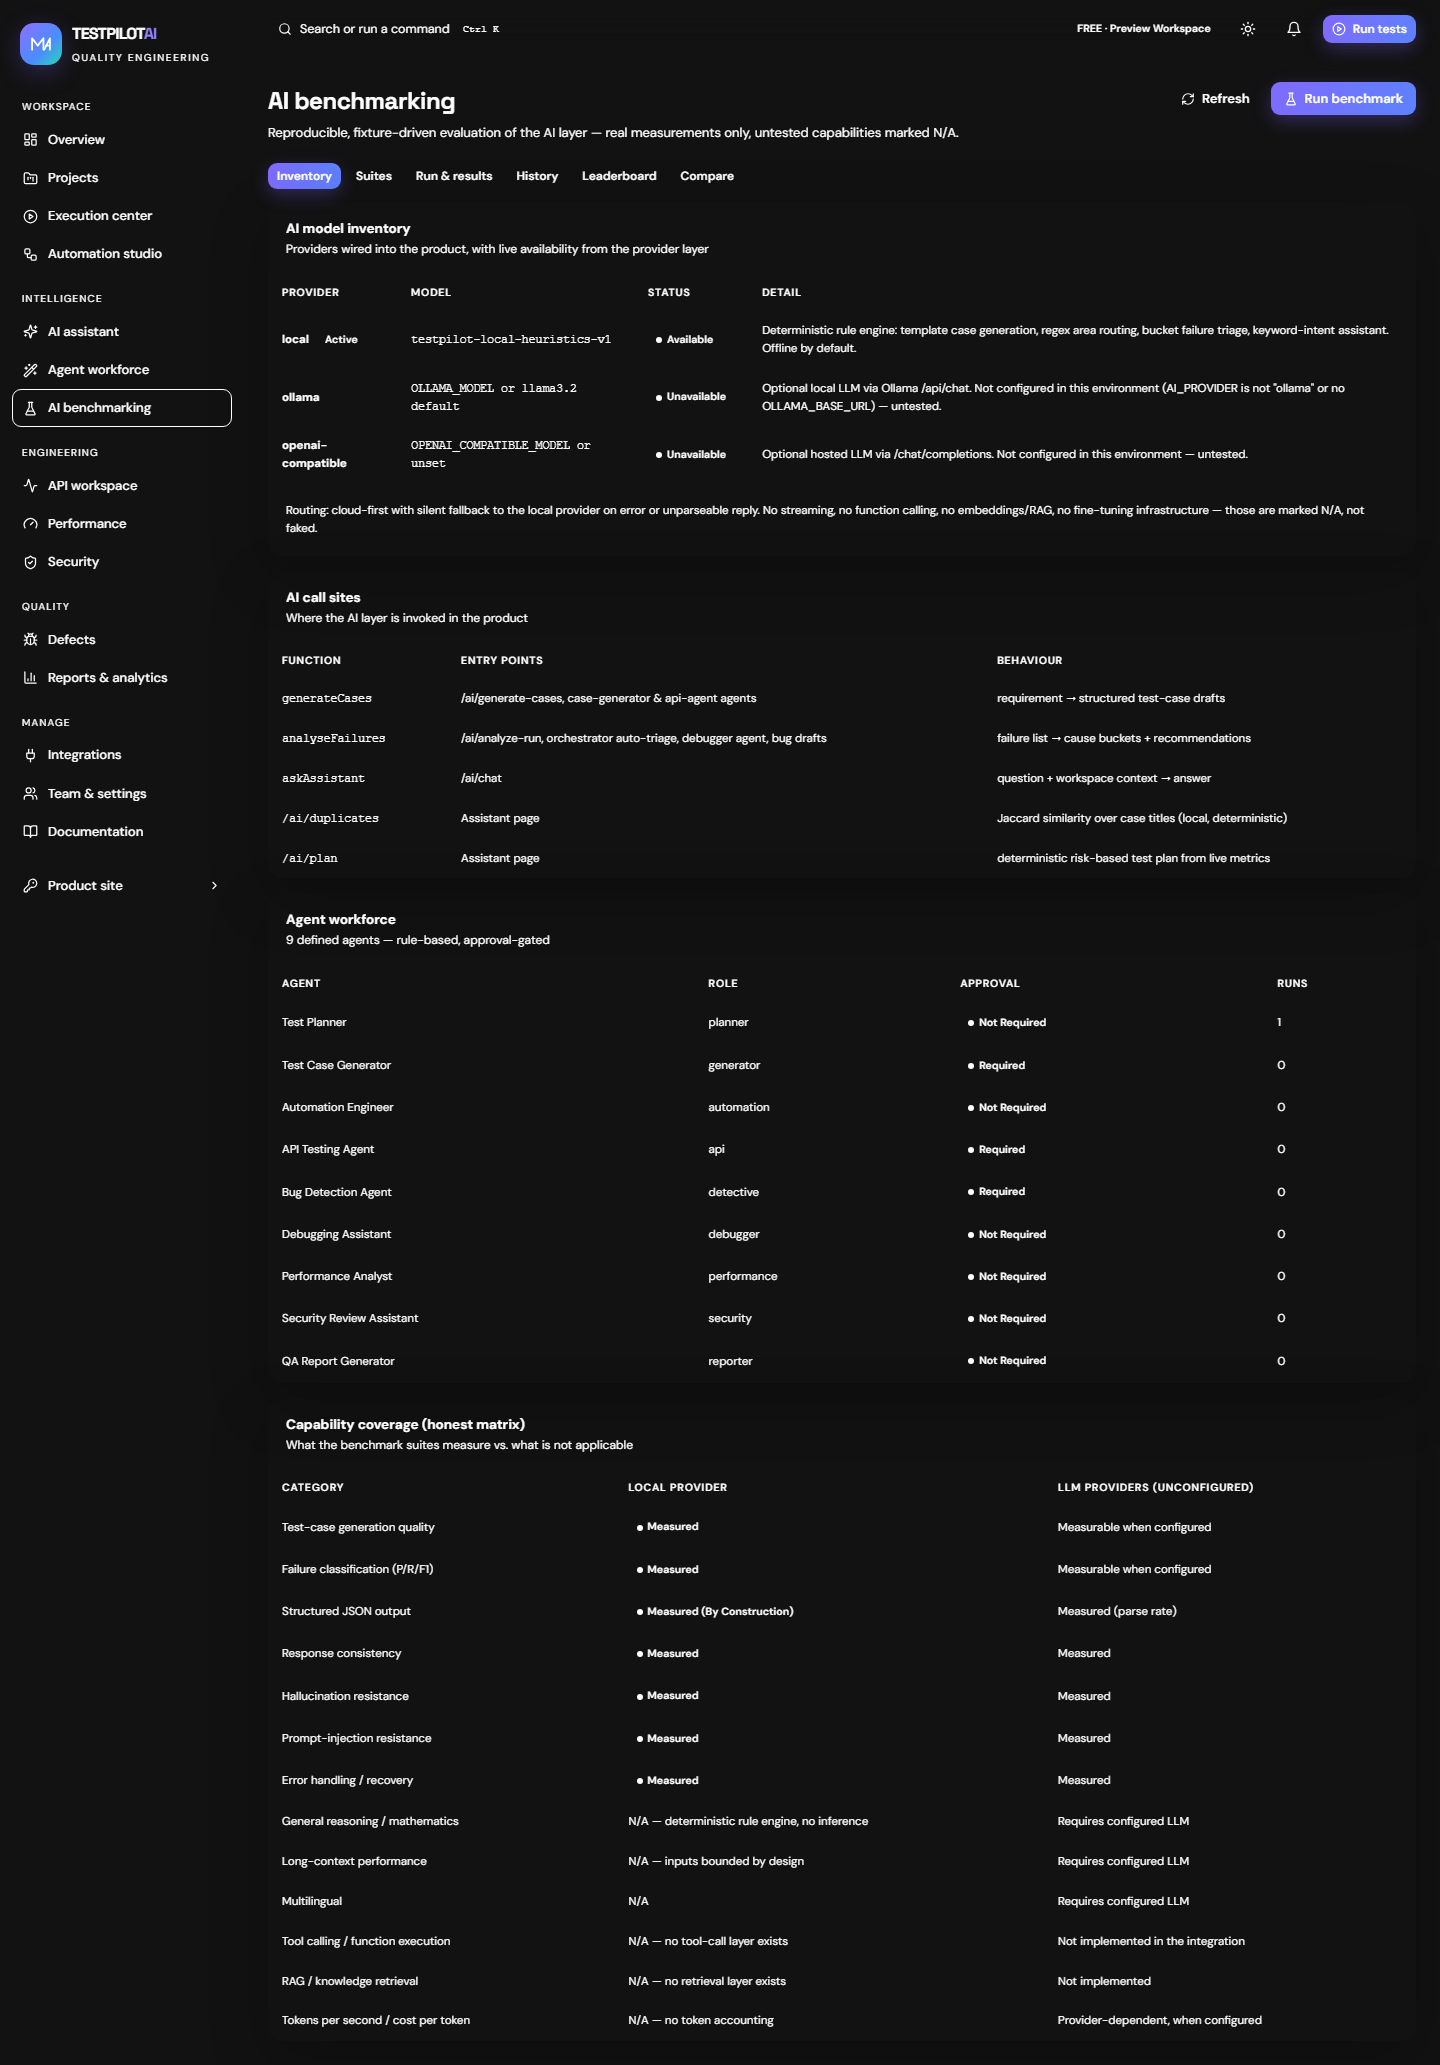 TESTPILOTAI
QUALITY ENGINEERING
Search or run a command Ctrl K
FREE · Preview Workspace
Run tests
WORKSPACE
Overview
Projects
Execution center
Automation studio
INTELLIGENCE
AI assistant
Agent workforce
AI benchmarking
ENGINEERING
API workspace
Performance
Security
QUALITY
Defects
Reports & analytics
MANAGE
Integrations
Team & settings
Documentation
Product site
AI benchmarking
Refresh
Run benchmark
Reproducible, fixture-driven evaluation of the AI layer — real measurements only, untested capabilities marked N/A.
Inventory Suites Run & results History Leaderboard Compare
AI model inventory
Providers wired into the product, with live availability from the provider layer
PROVIDER MODEL STATUS DETAIL
local Active testpilot-local-heuristics-v1 Available Deterministic rule engine: template case generation, regex area routing, bucket failure triage, keyword-intent assistant.
Offline by default.
ollama OLLAMA_MODEL or llama3.2
default Unavailable Optional local LLM via Ollama /api/chat. Not configured in this environment (AI_PROVIDER is not "ollama" or no
OLLAMA_BASE_URL) — untested.
openai-
compatible OPENAI_COMPATIBLE_MODEL or
unset Unavailable Optional hosted LLM via /chat/completions. Not configured in this environment — untested.
Routing: cloud-first with silent fallback to the local provider on error or unparseable reply. No streaming, no function calling, no embeddings/RAG, no fine-tuning infrastructure — those are marked N/A, not
faked.
AI call sites
Where the AI layer is invoked in the product
FUNCTION ENTRY POINTS BEHAVIOUR
generateCases /ai/generate-cases, case-generator & api-agent agents requirement → structured test-case drafts
analyseFailures /ai/analyze-run, orchestrator auto-triage, debugger agent, bug drafts failure list → cause buckets + recommendations
askAssistant /ai/chat question + workspace context → answer
/ai/duplicates Assistant page Jaccard similarity over case titles (local, deterministic)
/ai/plan Assistant page deterministic risk-based test plan from live metrics
Agent workforce
9 defined agents — rule-based, approval-gated
AGENT ROLE APPROVAL RUNS
Test Planner planner Not Required 1
Test Case Generator generator Required 0
Automation Engineer automation Not Required 0
API Testing Agent api Required 0
Bug Detection Agent detective Required 0
Debugging Assistant debugger Not Required 0
Performance Analyst performance Not Required 0
Security Review Assistant security Not Required 0
QA Report Generator reporter Not Required 0
Capability coverage (honest matrix)
What the benchmark suites measure vs. what is not applicable
CATEGORY LOCAL PROVIDER LLM PROVIDERS (UNCONFIGURED)
Test-case generation quality Measured Measurable when configured
Failure classification (P/R/F1) Measured Measurable when configured
Structured JSON output Measured (By Construction) Measured (parse rate)
Response consistency Measured Measured
Hallucination resistance Measured Measured
Prompt-injection resistance Measured Measured
Error handling / recovery Measured Measured
General reasoning / mathematics N/A — deterministic rule engine, no inference Requires configured LLM
Long-context performance N/A — inputs bounded by design Requires configured LLM
Multilingual N/A Requires configured LLM
Tool calling / function execution N/A — no tool-call layer exists Not implemented in the integration
RAG / knowledge retrieval N/A — no retrieval layer exists Not implemented
Tokens per second / cost per token N/A — no token accounting Provider-dependent, when configured